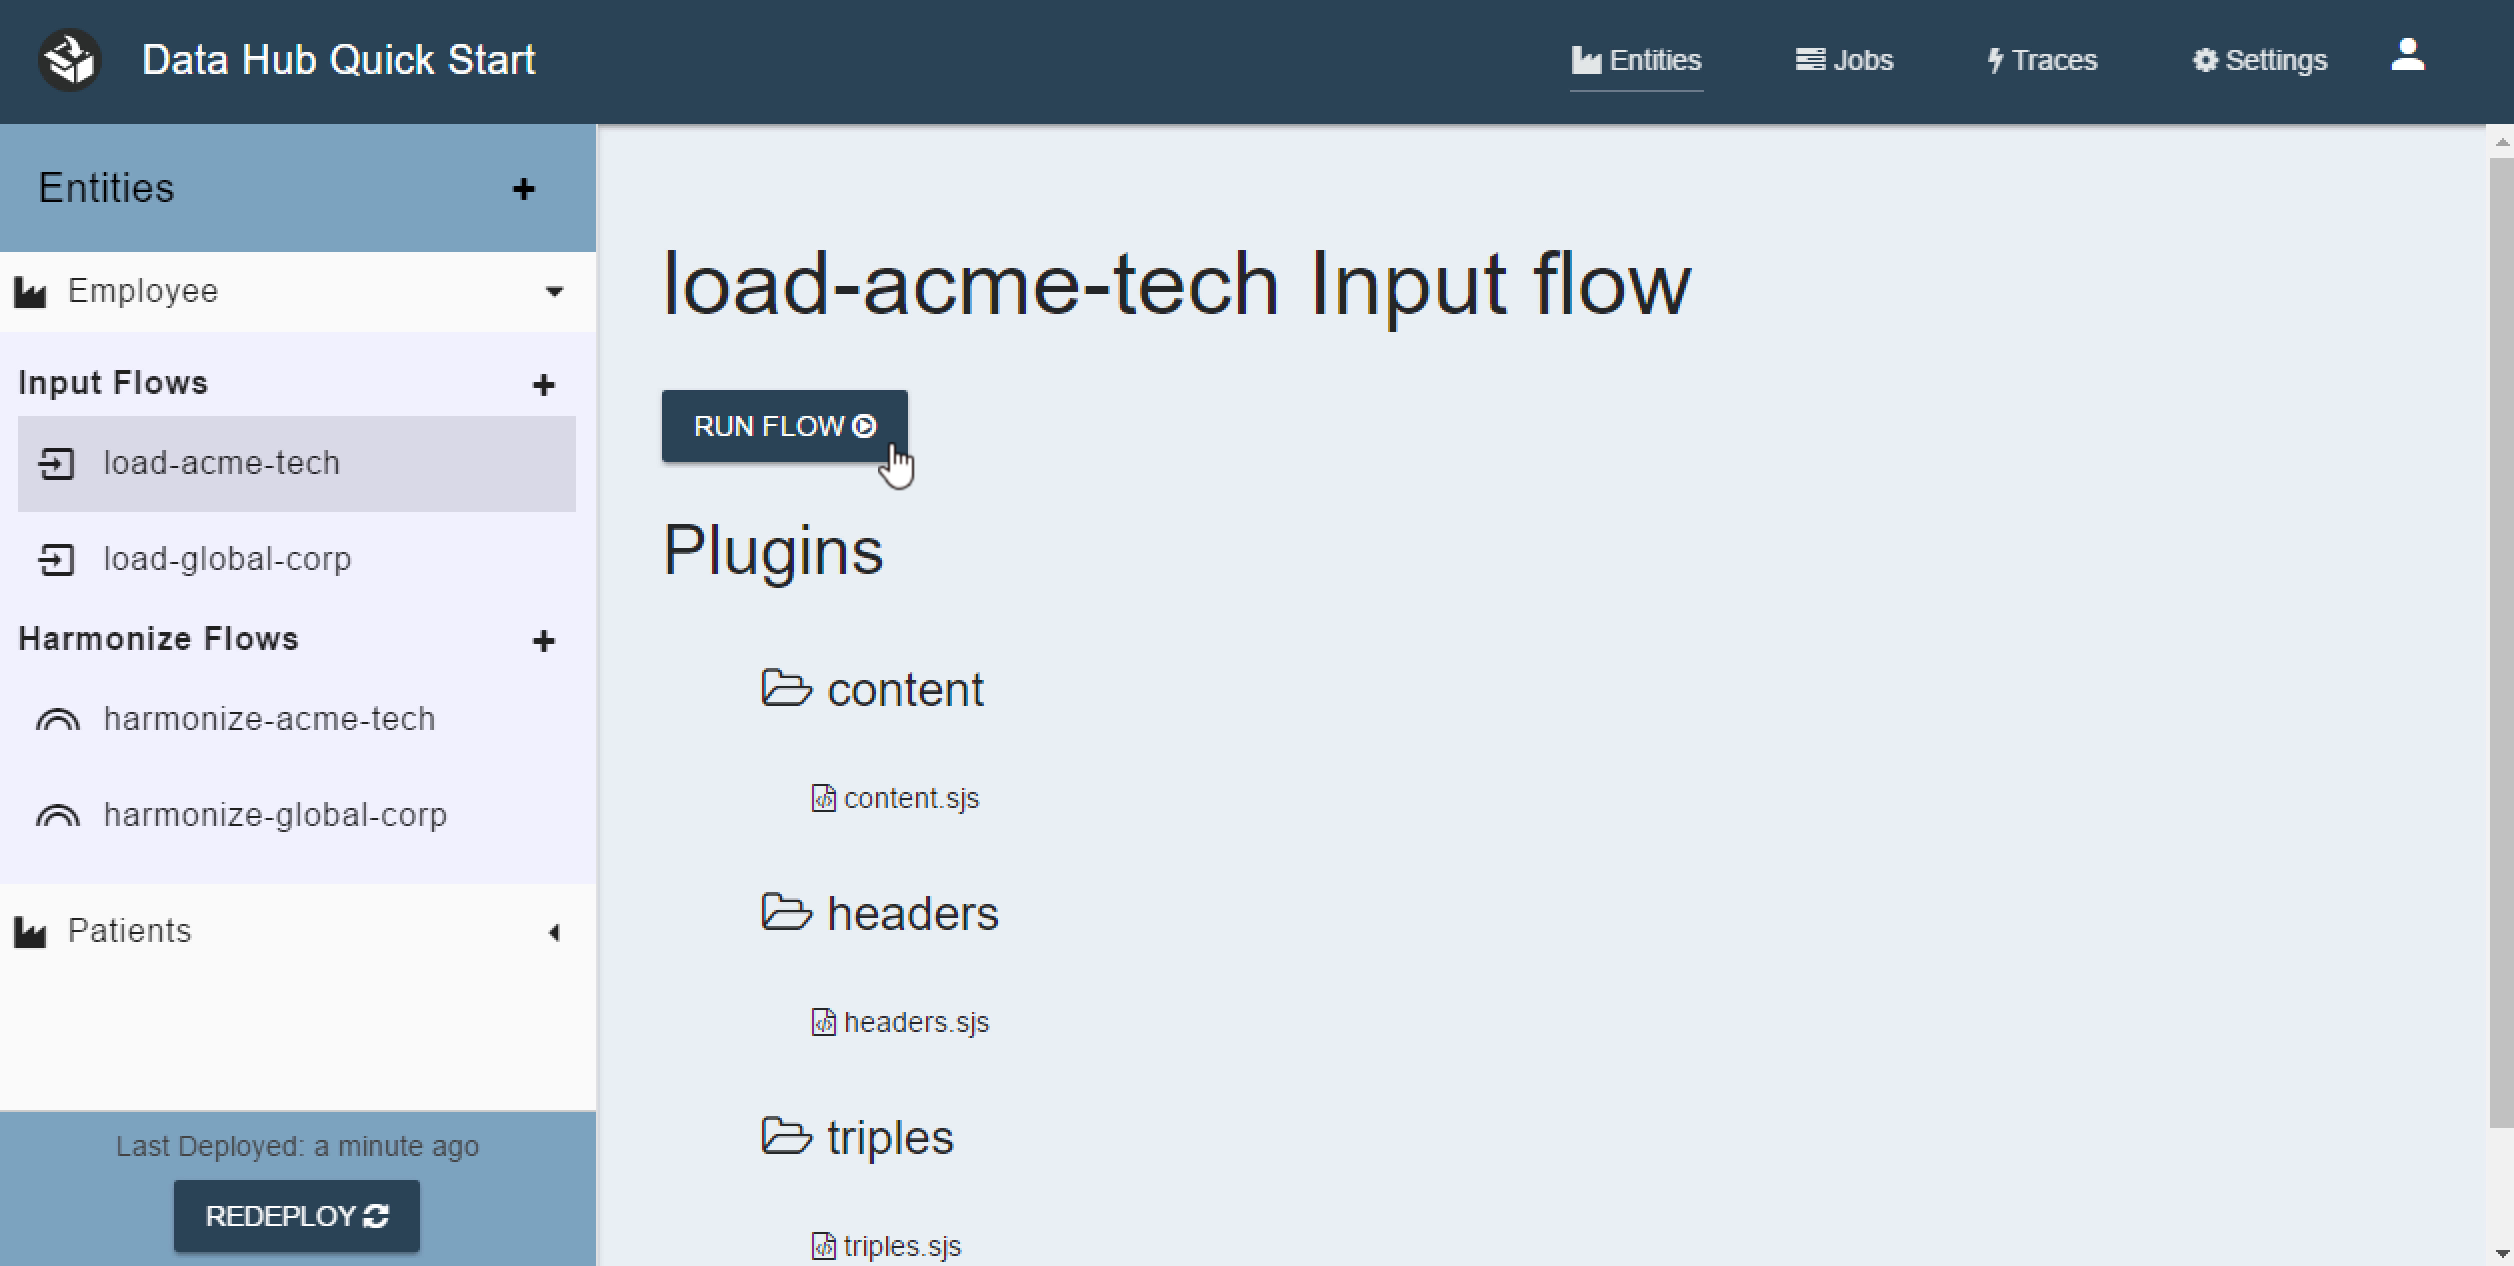 Data Hub Quick Start
Entities
Jobs
Traces
Settings
Entities
Employee
Input Flows
load-acme-tech
load-global-corp
Harmonize Flows
harmonize-acme-tech
harmonize-global-corp
Patients
Last Deployed: a minute ago
REDEPLOY
load-acme-tech Input flow
RUN FLOW
Plugins
content
content.sjs
headers
headers.sjs
triples
triples.sjs